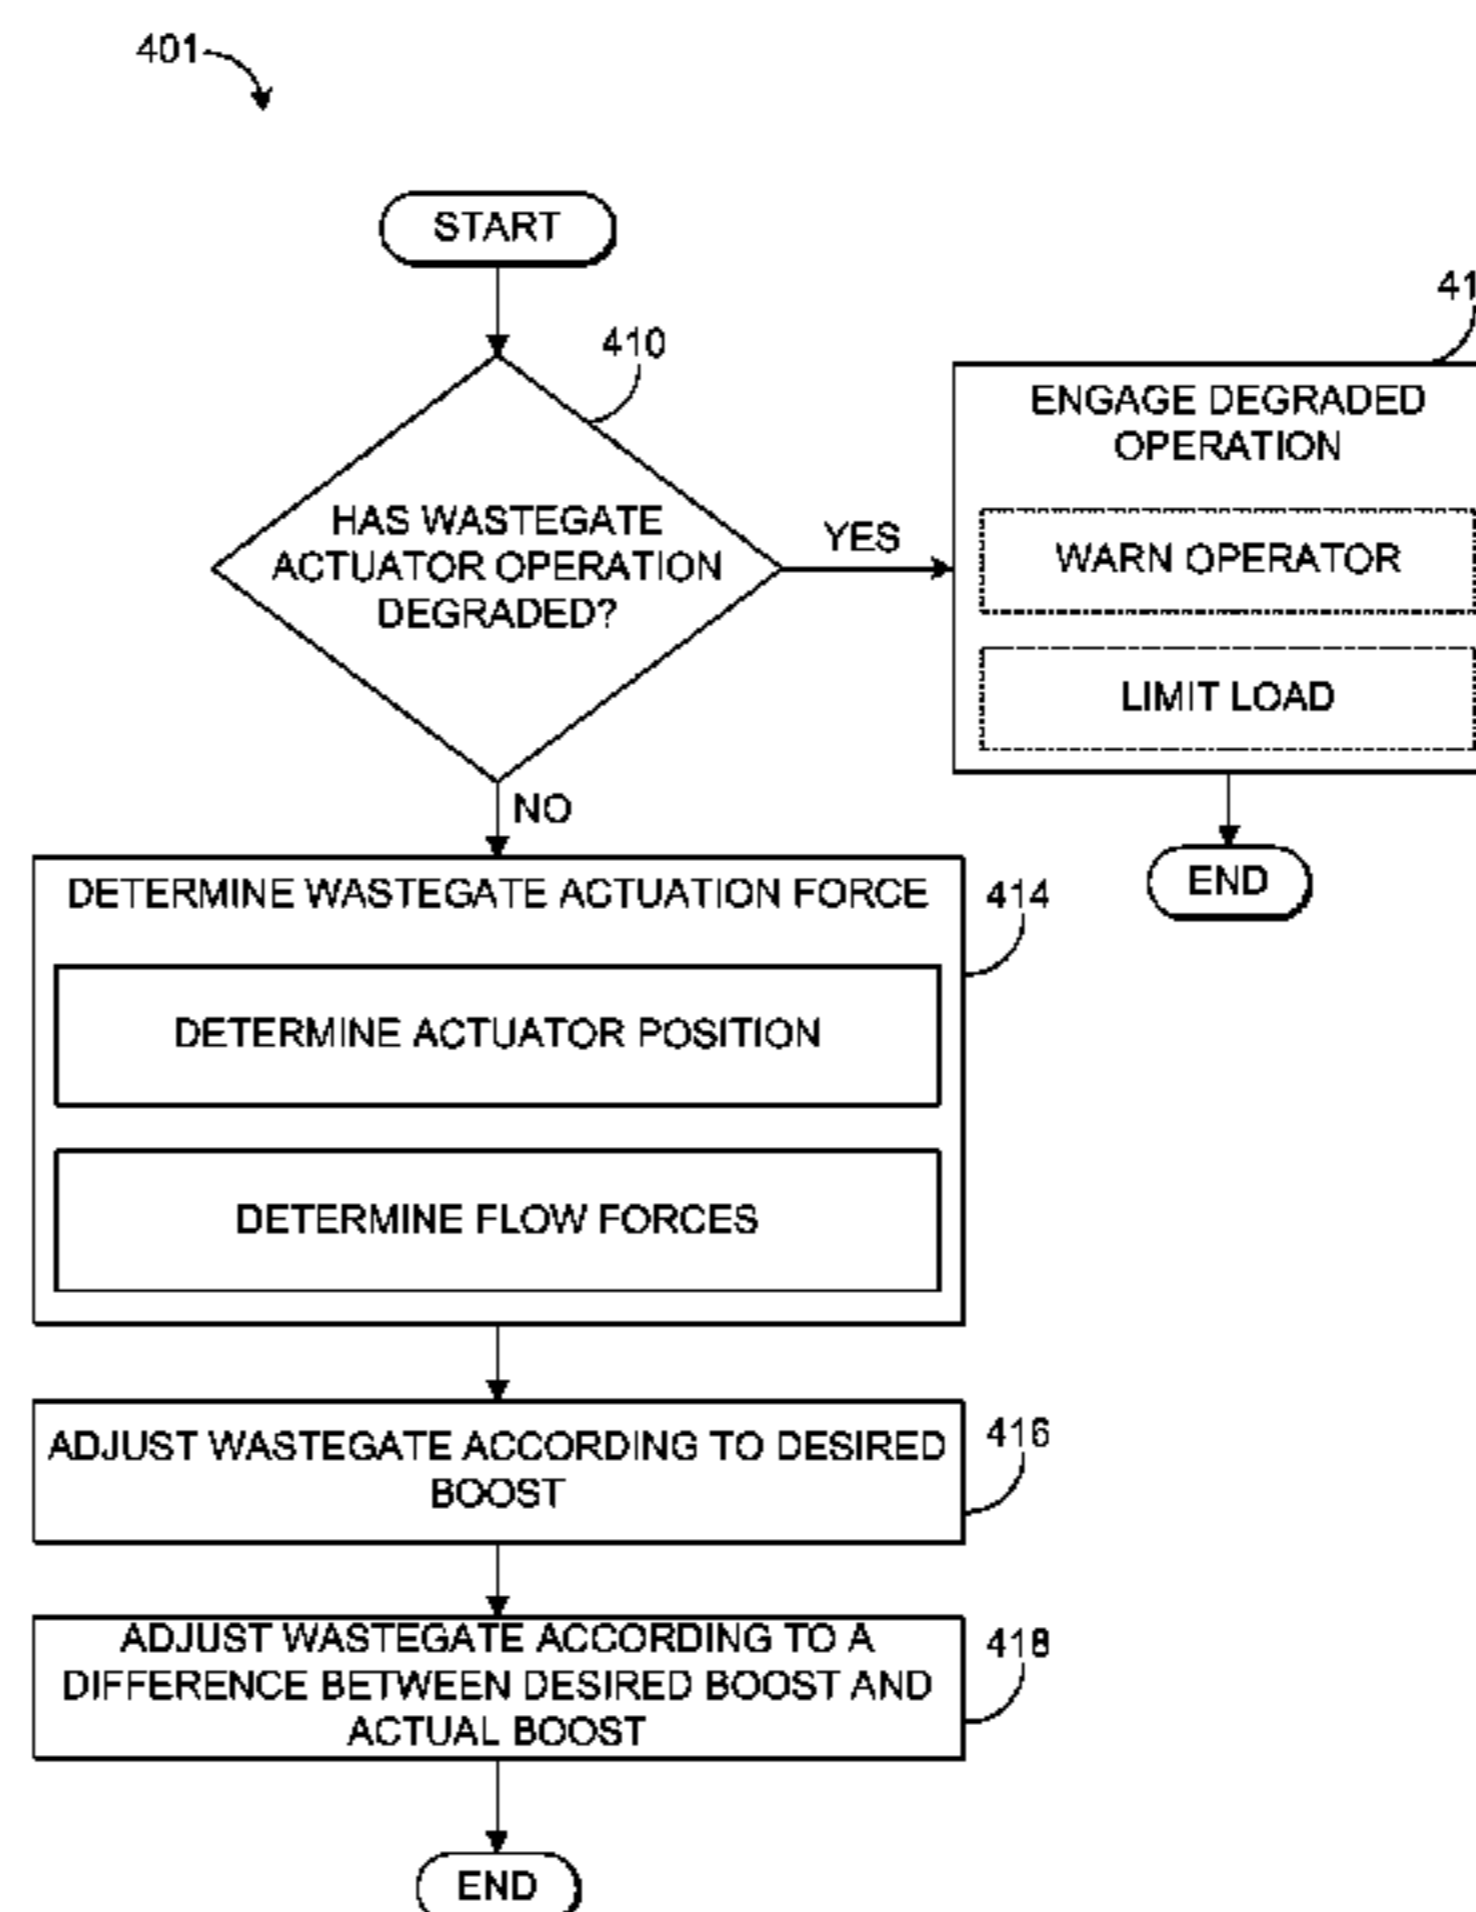 401
START
410
HAS WASTEGATE
ACTUATOR OPERATION
DEGRADED?
YES
41
ENGAGE DEGRADED
OPERATION
WARN OPERATOR
LIMIT LOAD
END
NO
DETERMINE WASTEGATE ACTUATION FORCE
414
DETERMINE ACTUATOR POSITION
DETERMINE FLOW FORCES
ADJUST WASTEGATE ACCORDING TO DESIRED
BOOST
416
ADJUST WASTEGATE ACCORDING TO A
DIFFERENCE BETWEEN DESIRED BOOST AND
ACTUAL BOOST
418
END